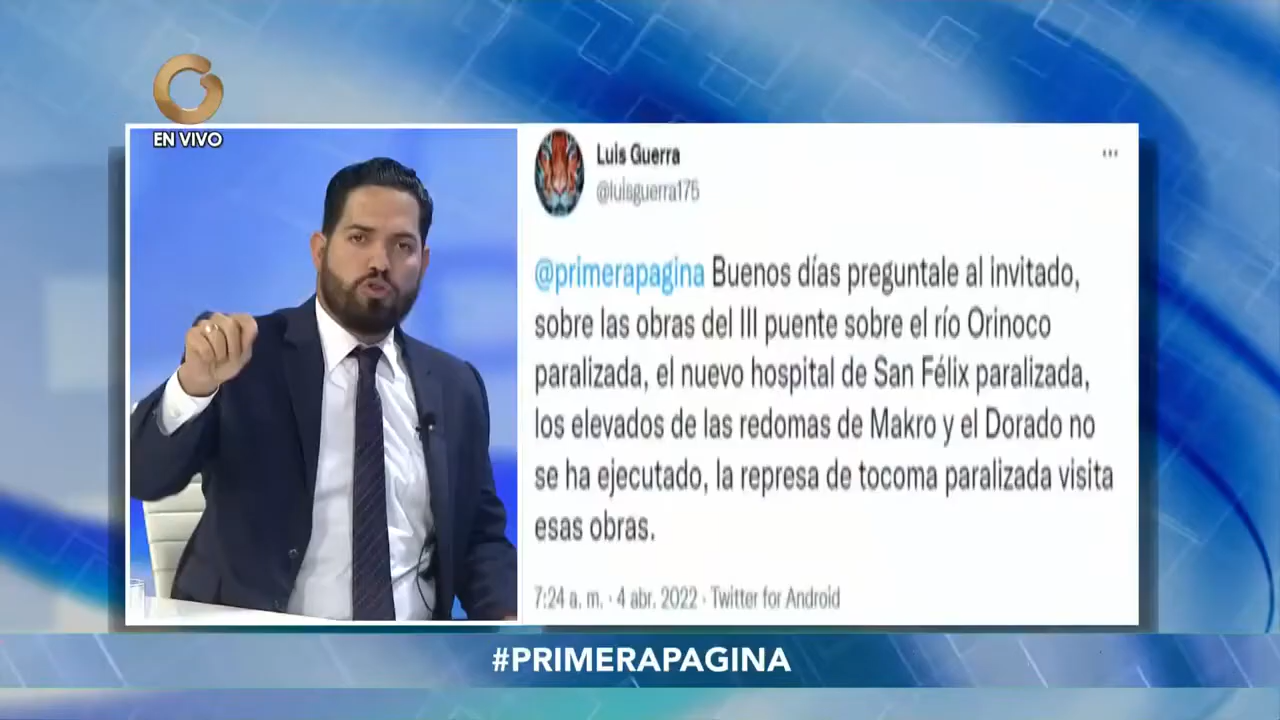 EN VIVO
Luis Guerra
@luisguerra175
@primerapagina Buenos días preguntale al invitado,
sobre las obras del III puente sobre el río Orinoco
paralizada, el nuevo hospital de San Félix paralizada,
los elevados de las redomas de Makro y el Dorado no
se ha ejecutado, la represa de tocoma paralizada visita
esas obras.
7:24 a. m. · 4 abr. 2022 · Twitter for Android
#PRIMERAPAGINA